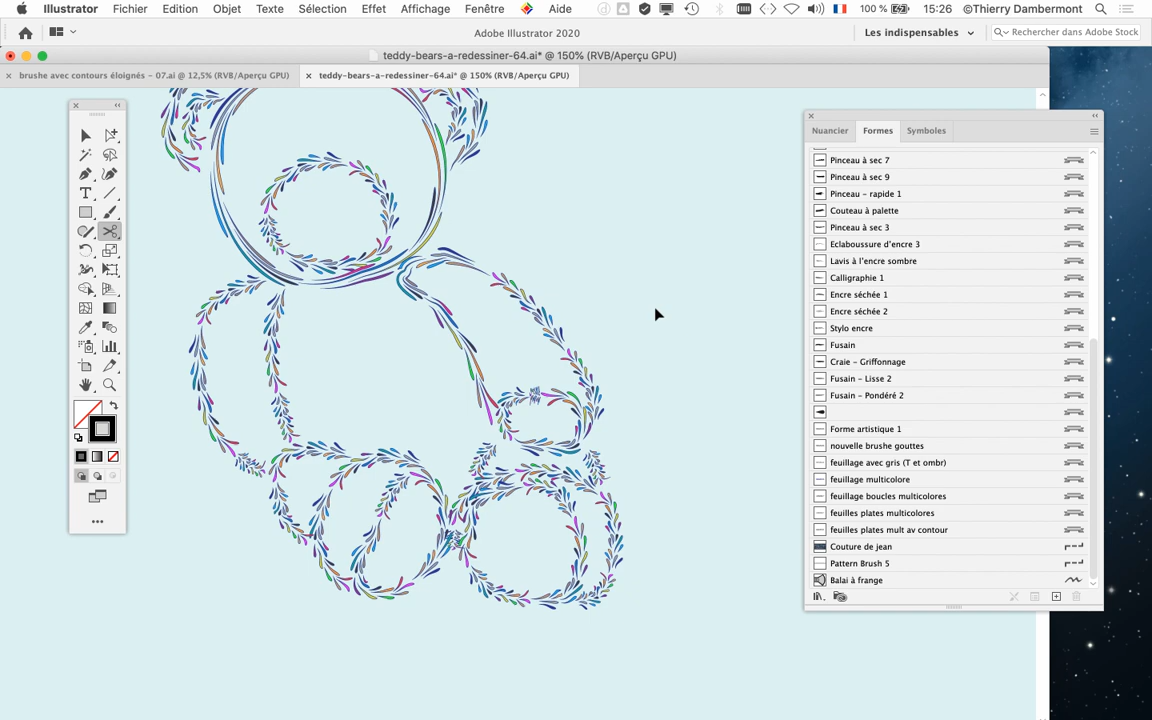 Illustrator Fichier Edition Objet Texte Sélection Effet Affichage Fenêtre Aide 100 % 15:26 ©Thierry Dambermont
Adobe Illustrator 2020 Les indispensables Rechercher dans Adobe Stock
teddy-bears-a-redessiner-64.ai* @ 150% (RVB/Aperçu GPU)
brushe avec contours éloignés – 07.ai @ 12,5% (RVB/Aperçu GPU) teddy-bears-a-redessiner-64.ai* @ 150% (RVB/Aperçu GPU)
Nuancier Formes Symboles
Pinceau à sec 7
Pinceau à sec 9
Pinceau – rapide 1
Couteau à palette
Pinceau à sec 3
Eclaboussure d'encre 3
Lavis à l'encre sombre
Calligraphie 1
Encre séchée 1
Encre séchée 2
Stylo encre
Fusain
Craie – Griffonnage
Fusain – Lisse 2
Fusain – Pondéré 2
Forme artistique 1
nouvelle brushe gouttes
feuillage avec gris (T et ombr)
feuillage multicolore
feuillage boucles multicolores
feuilles plates multicolores
feuilles plates mult av contour
Couture de jean
Pattern Brush 5
Balai à frange